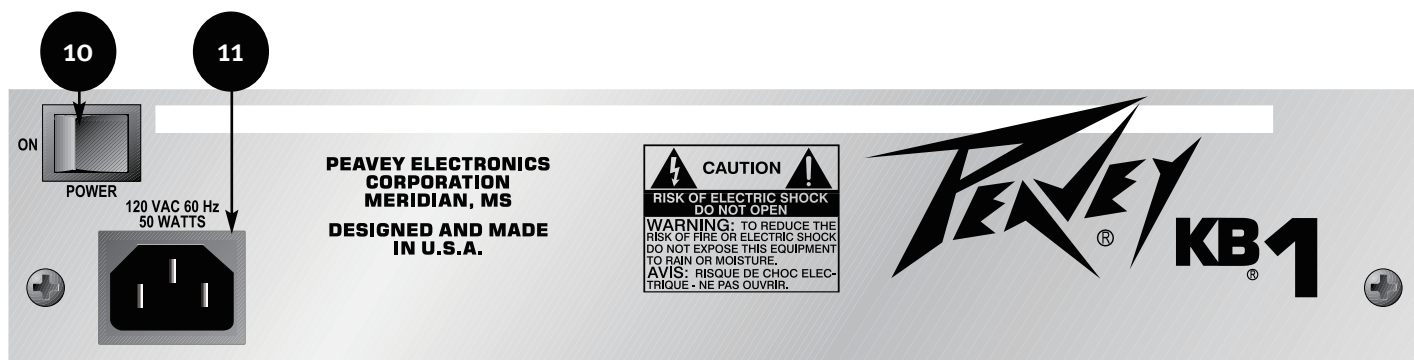 10
11
ON
POWER
120 VAC 60 Hz
50 WATTS
PEAVEY ELECTRONICS
CORPORATION
MERIDIAN, MS
DESIGNED AND MADE
IN U.S.A.
CAUTION
RISK OF ELECTRIC SHOCK
DO NOT OPEN
WARNING: TO REDUCE THE
RISK OF FIRE OR ELECTRIC SHOCK
DO NOT EXPOSE THIS EQUIPMENT
TO RAIN OR MOISTURE.
AVIS: RISQUE DE CHOC ELEC-
TRIQUE - NE PAS OUVRIR.
PEAVEY ®
KB®1